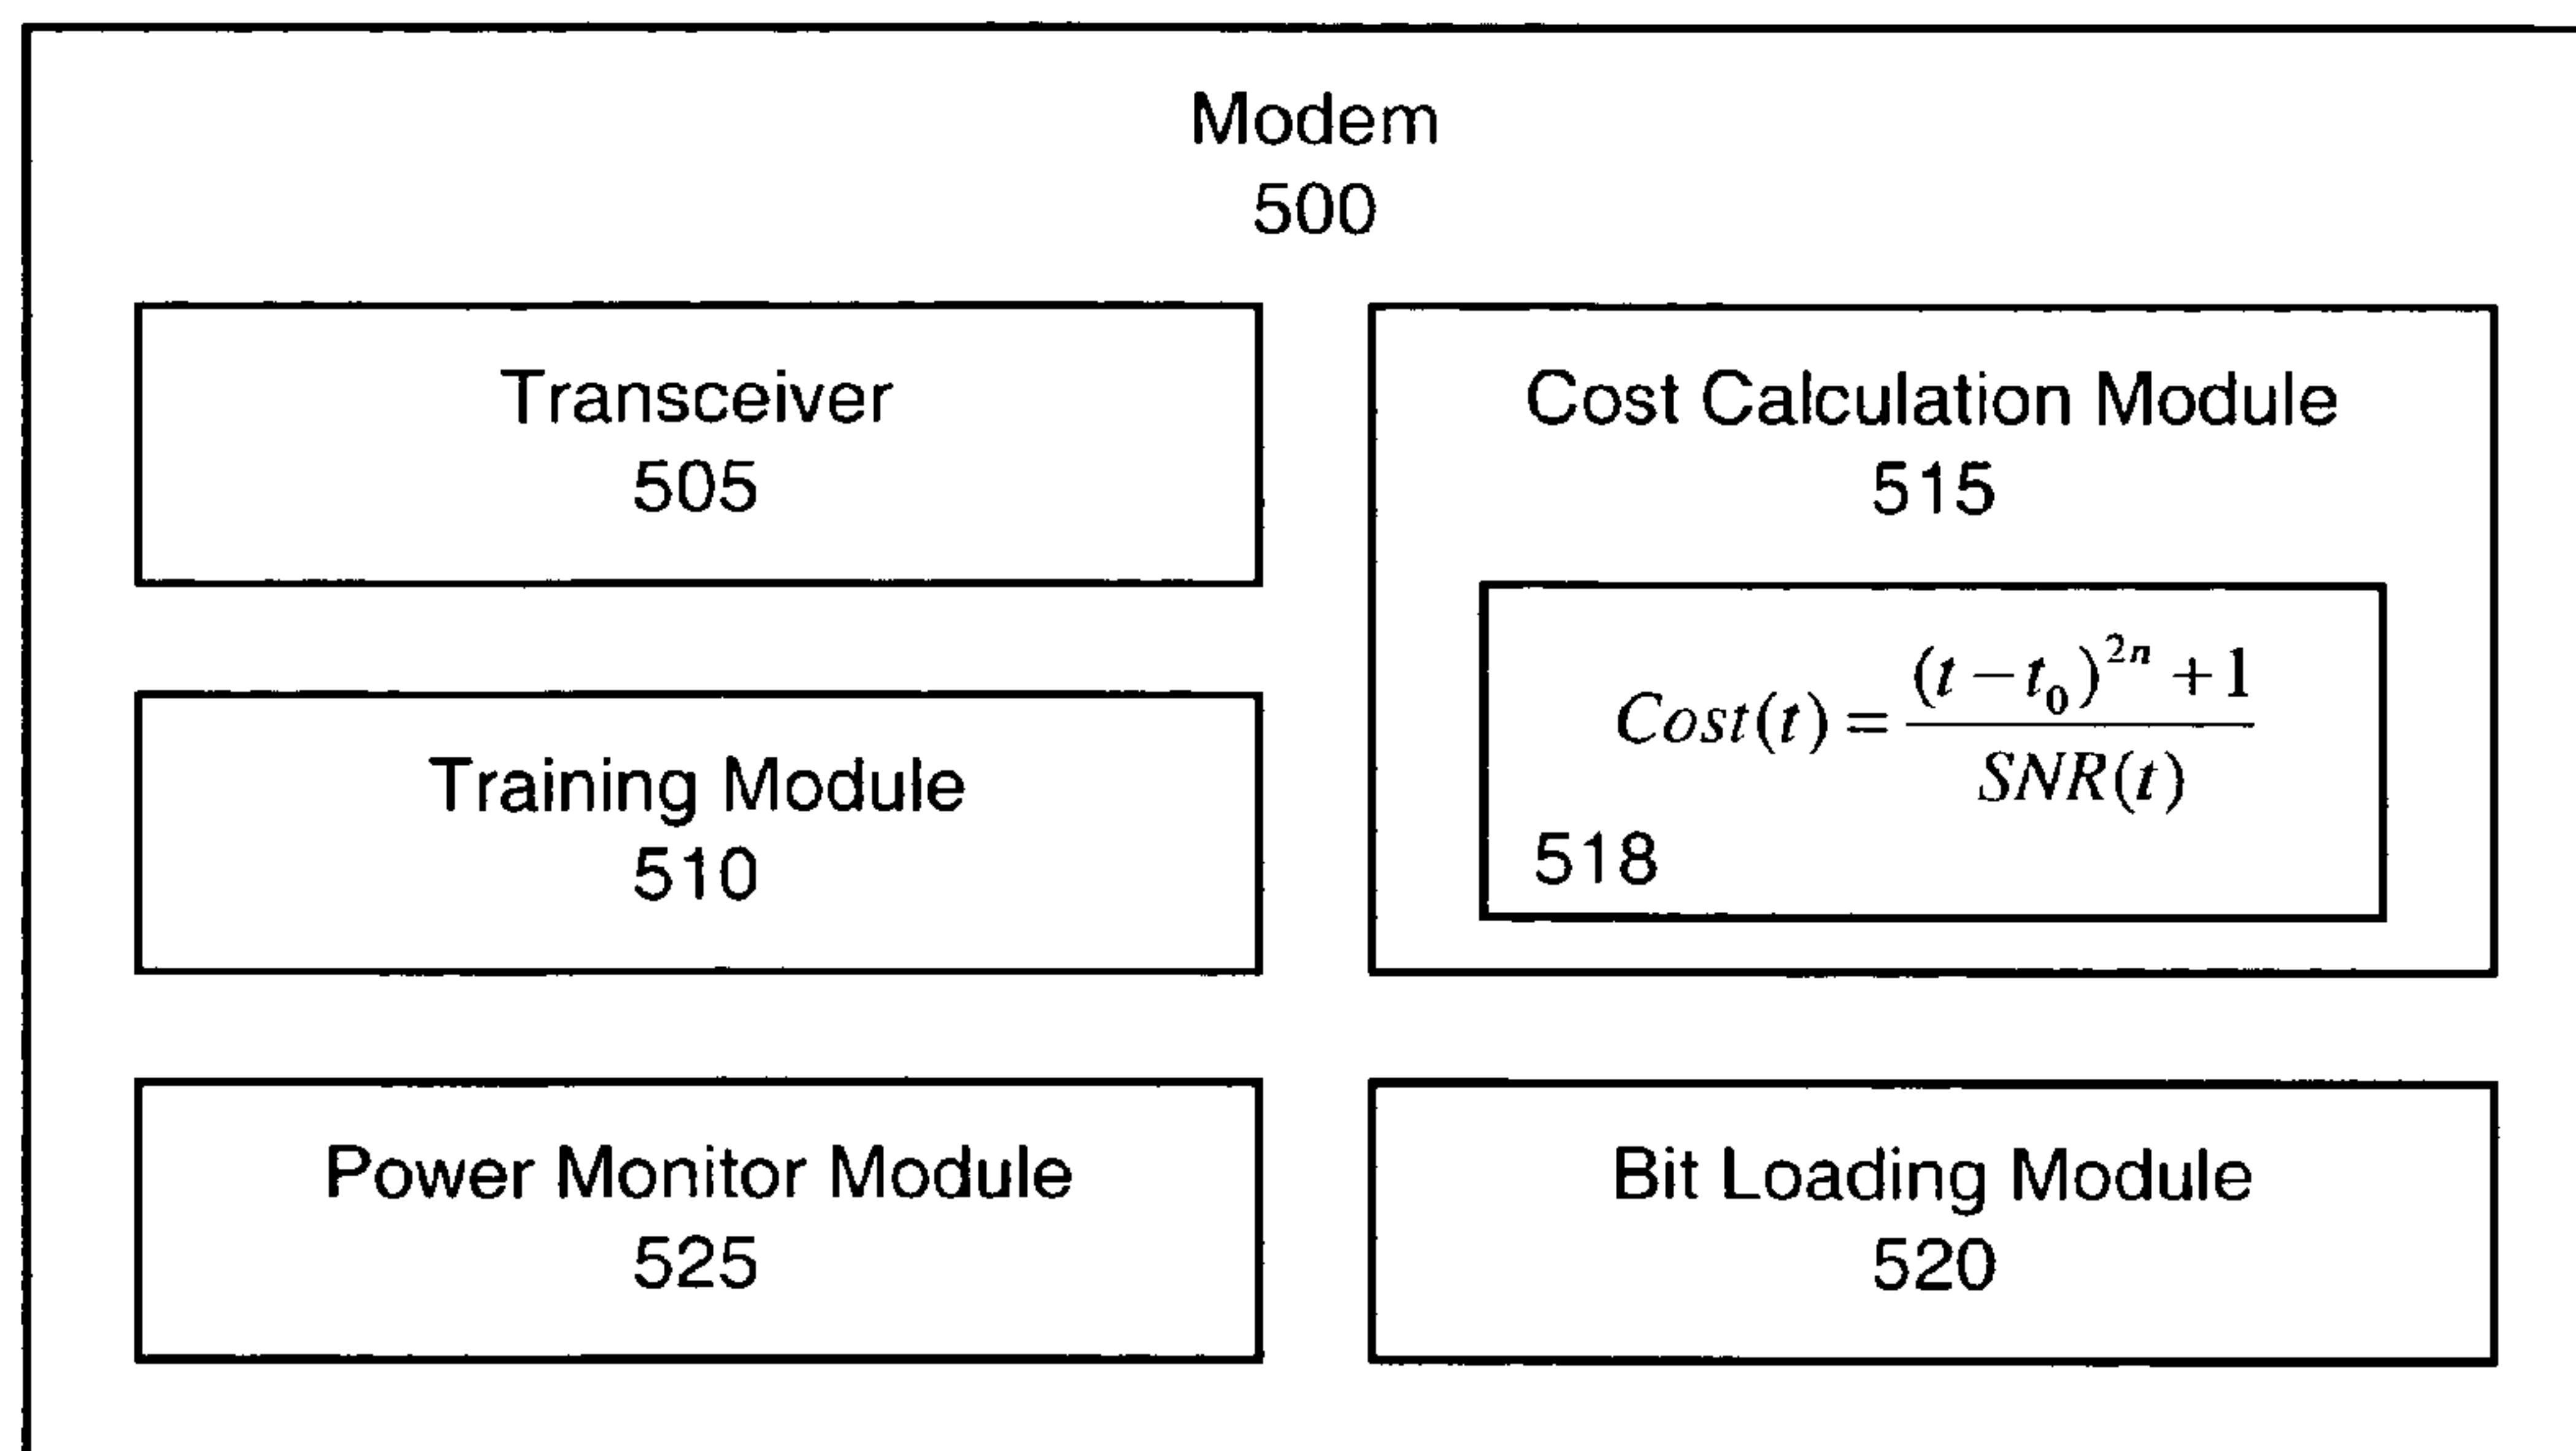 Modem
500
Transceiver
505
Training Module
510
Power Monitor Module
525
Cost Calculation Module
515
Cost(t) = ((t − t₀)²ⁿ + 1) / SNR(t)
518
Bit Loading Module
520